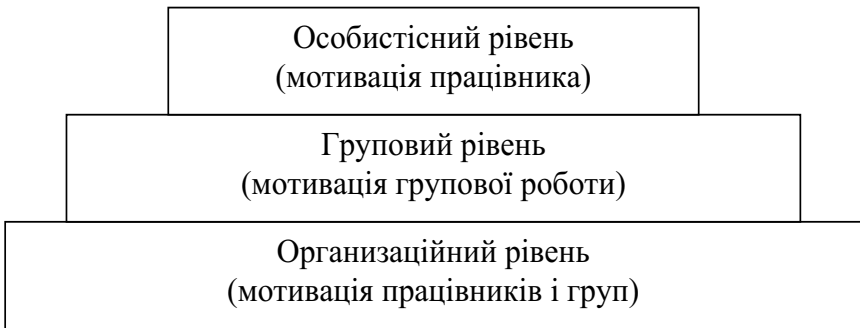 Особистісний рівень
(мотивація працівника)
Груповий рівень
(мотивація групової роботи)
Организаційний рівень
(мотивація працівників і груп)